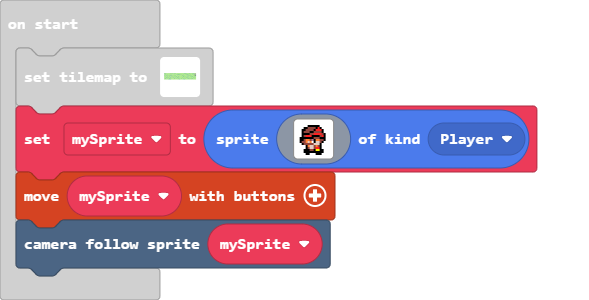 on start
set tilemap to
set mySprite to sprite of kind Player
move mySprite with buttons
camera follow sprite mySprite